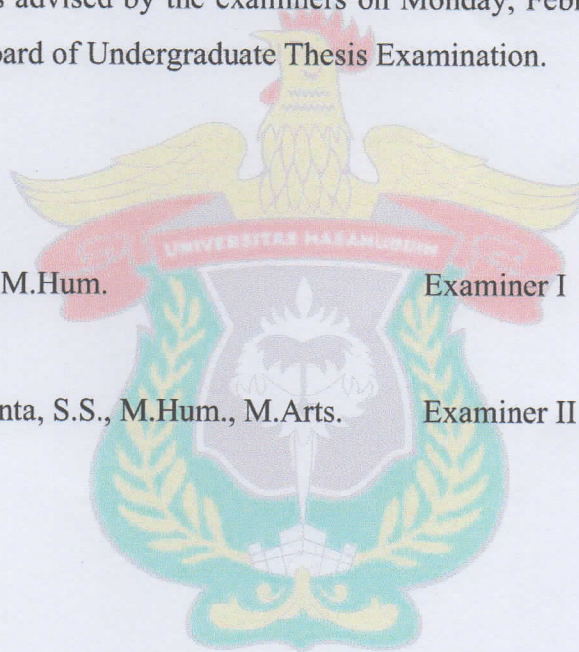 s advised by the examiners on Monday, Febr
oard of Undergraduate Thesis Examination.
UNIVERSITAS HASANUDDIN
M.Hum.
Examiner I
nta, S.S., M.Hum., M.Arts.
Examiner II